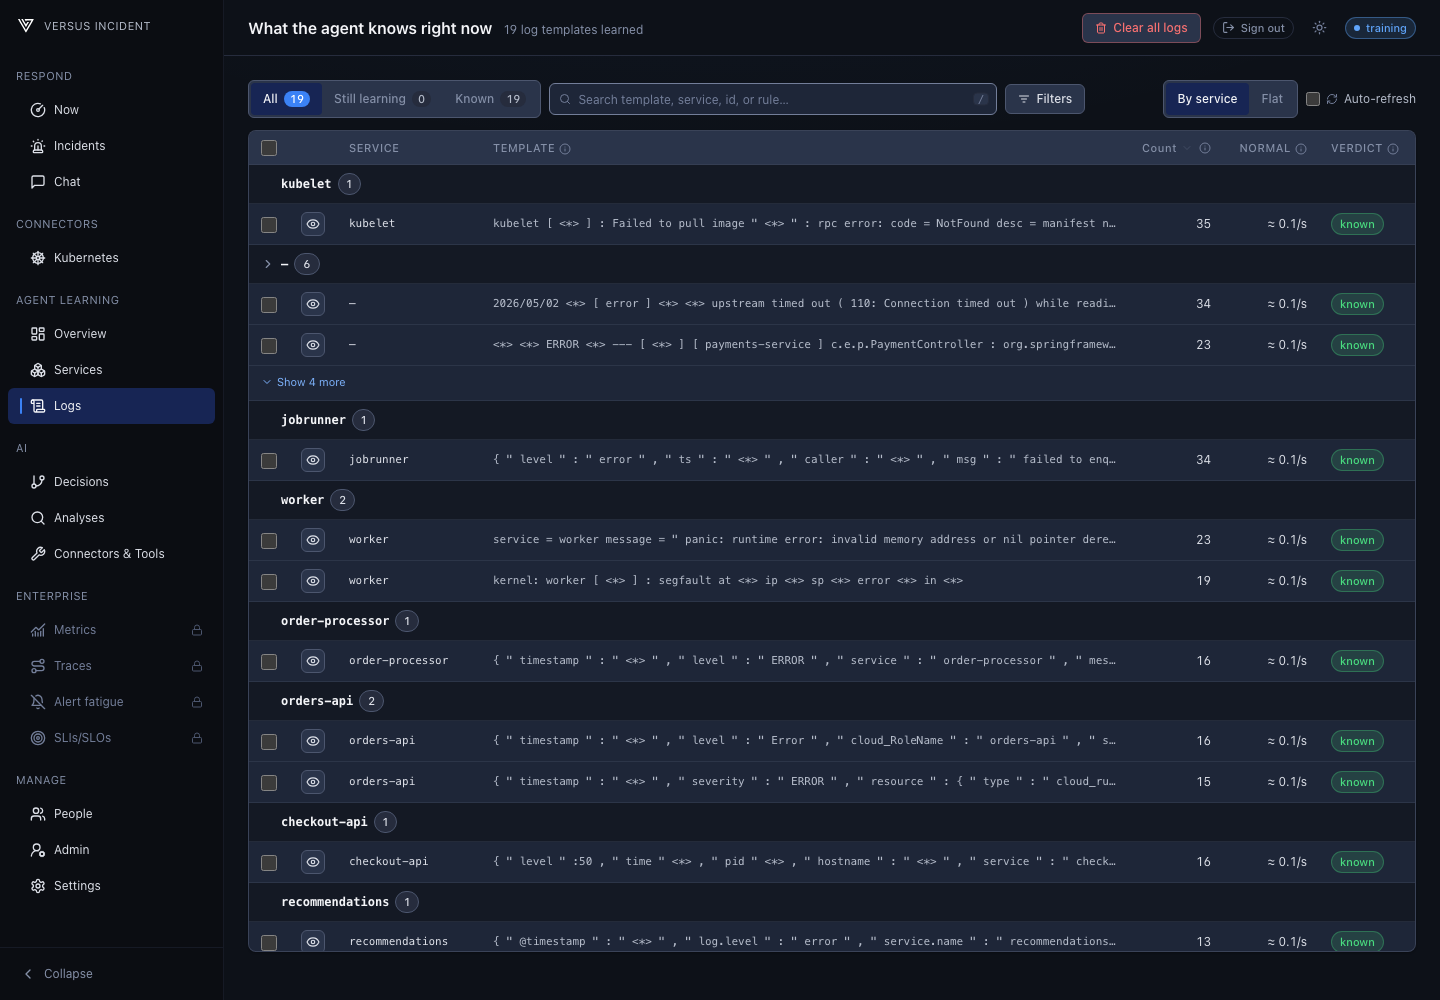 VERSUS INCIDENT
What the agent knows right now 19 log templates learned Clear all logs Sign out training
RESPOND
Now
Incidents
Chat
CONNECTORS
Kubernetes
AGENT LEARNING
Overview
Services
Logs
AI
Decisions
Analyses
Connectors & Tools
ENTERPRISE
Metrics
Traces
Alert fatigue
SLIs/SLOs
MANAGE
People
Admin
Settings
Collapse
All 19 Still learning 0 Known 19 Search template, service, id, or rule... / Filters By service Flat Auto-refresh
SERVICE TEMPLATE Count NORMAL VERDICT
kubelet 1
kubelet kubelet [ <*> ] : Failed to pull image " <*> " : rpc error: code = NotFound desc = manifest n… 35 ≈ 0.1/s known
— 6
— 2026/05/02 <*> [ error ] <*> <*> upstream timed out ( 110: Connection timed out ) while readi… 34 ≈ 0.1/s known
— <*> <*> ERROR <*> --- [ <*> ] [ payments-service ] c.e.p.PaymentController : org.springframew… 23 ≈ 0.1/s known
Show 4 more
jobrunner 1
jobrunner { " level " : " error " , " ts " : " <*> " , " caller " : " <*> " , " msg " : " failed to enq… 34 ≈ 0.1/s known
worker 2
worker service = worker message = " panic: runtime error: invalid memory address or nil pointer dere… 23 ≈ 0.1/s known
worker kernel: worker [ <*> ] : segfault at <*> ip <*> sp <*> error <*> in <*> 19 ≈ 0.1/s known
order-processor 1
order-processor { " timestamp " : " <*> " , " level " : " ERROR " , " service " : " order-processor " , " mes… 16 ≈ 0.1/s known
orders-api 2
orders-api { " timestamp " : " <*> " , " level " : " Error " , " cloud_RoleName " : " orders-api " , " s… 16 ≈ 0.1/s known
orders-api { " timestamp " : " <*> " , " severity " : " ERROR " , " resource " : { " type " : " cloud_ru… 15 ≈ 0.1/s known
checkout-api 1
checkout-api { " level " :50 , " time " <*> , " pid " <*> , " hostname " : " <*> " , " service " : " check… 16 ≈ 0.1/s known
recommendations 1
recommendations { " @timestamp " : " <*> " , " log.level " : " error " , " service.name " : " recommendations… 13 ≈ 0.1/s known